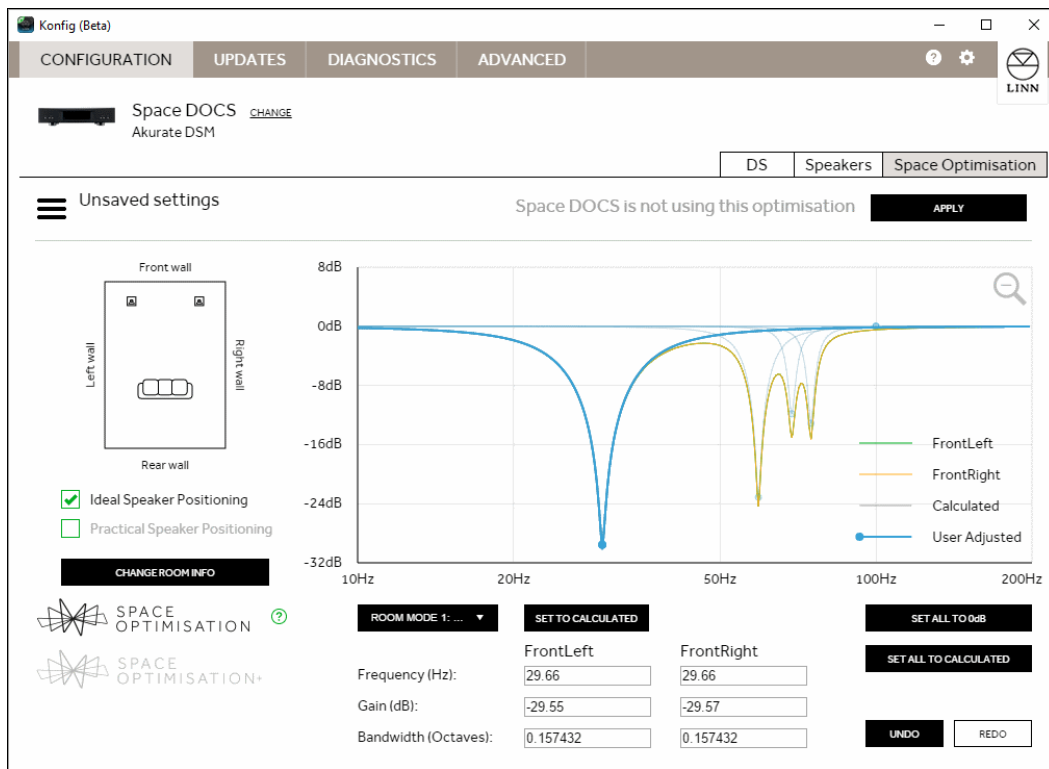 Konfig (Beta)
CONFIGURATION UPDATES DIAGNOSTICS ADVANCED
LINN
Space DOCS CHANGE
Akurate DSM
DS Speakers Space Optimisation
Unsaved settings
Space DOCS is not using this optimisation APPLY
Front wall
Left wall
Right wall
Rear wall
Ideal Speaker Positioning
Practical Speaker Positioning
CHANGE ROOM INFO
SPACE
OPTIMISATION
SPACE
OPTIMISATION+
8dB
0dB
-8dB
-16dB
-24dB
-32dB
10Hz 20Hz 50Hz 100Hz 200Hz
FrontLeft
FrontRight
Calculated
User Adjusted
ROOM MODE 1: ... SET TO CALCULATED SET ALL TO 0dB
SET ALL TO CALCULATED
FrontLeft FrontRight
Frequency (Hz): 29.66 29.66
Gain (dB): -29.55 -29.57
Bandwidth (Octaves): 0.157432 0.157432
UNDO REDO